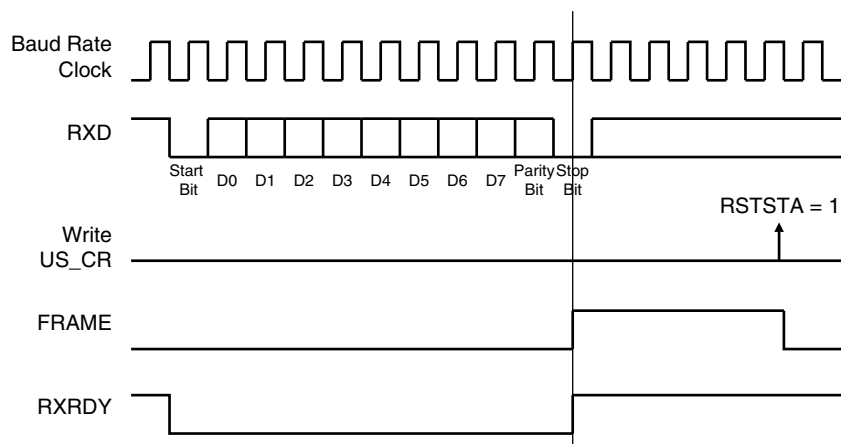 Baud Rate
Clock
RXD
Start
Bit
D0 D1 D2 D3 D4 D5 D6 D7
Parity
Bit
Stop
Bit
RSTSTA = 1
Write
US_CR
FRAME
RXRDY